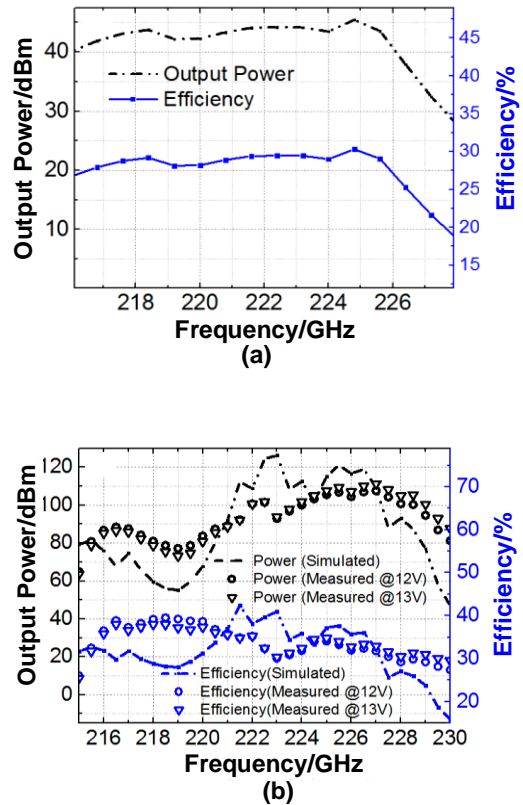 Output Power/dBm
40
30
20
10
Output Power
Efficiency
45
40
35
30
25
20
15
Efficiency/%
218 220 222 224 226
Frequency/GHz
(a)
Output Power/dBm
120
100
80
60
40
20
0
Power (Simulated)
Power (Measured @12V)
Power (Measured @13V)
Efficiency(Simulated)
Efficiency(Measured @12V)
Efficiency(Measured @13V)
70
60
50
40
30
20
Efficiency/%
216 218 220 222 224 226 228 230
Frequency/GHz
(b)